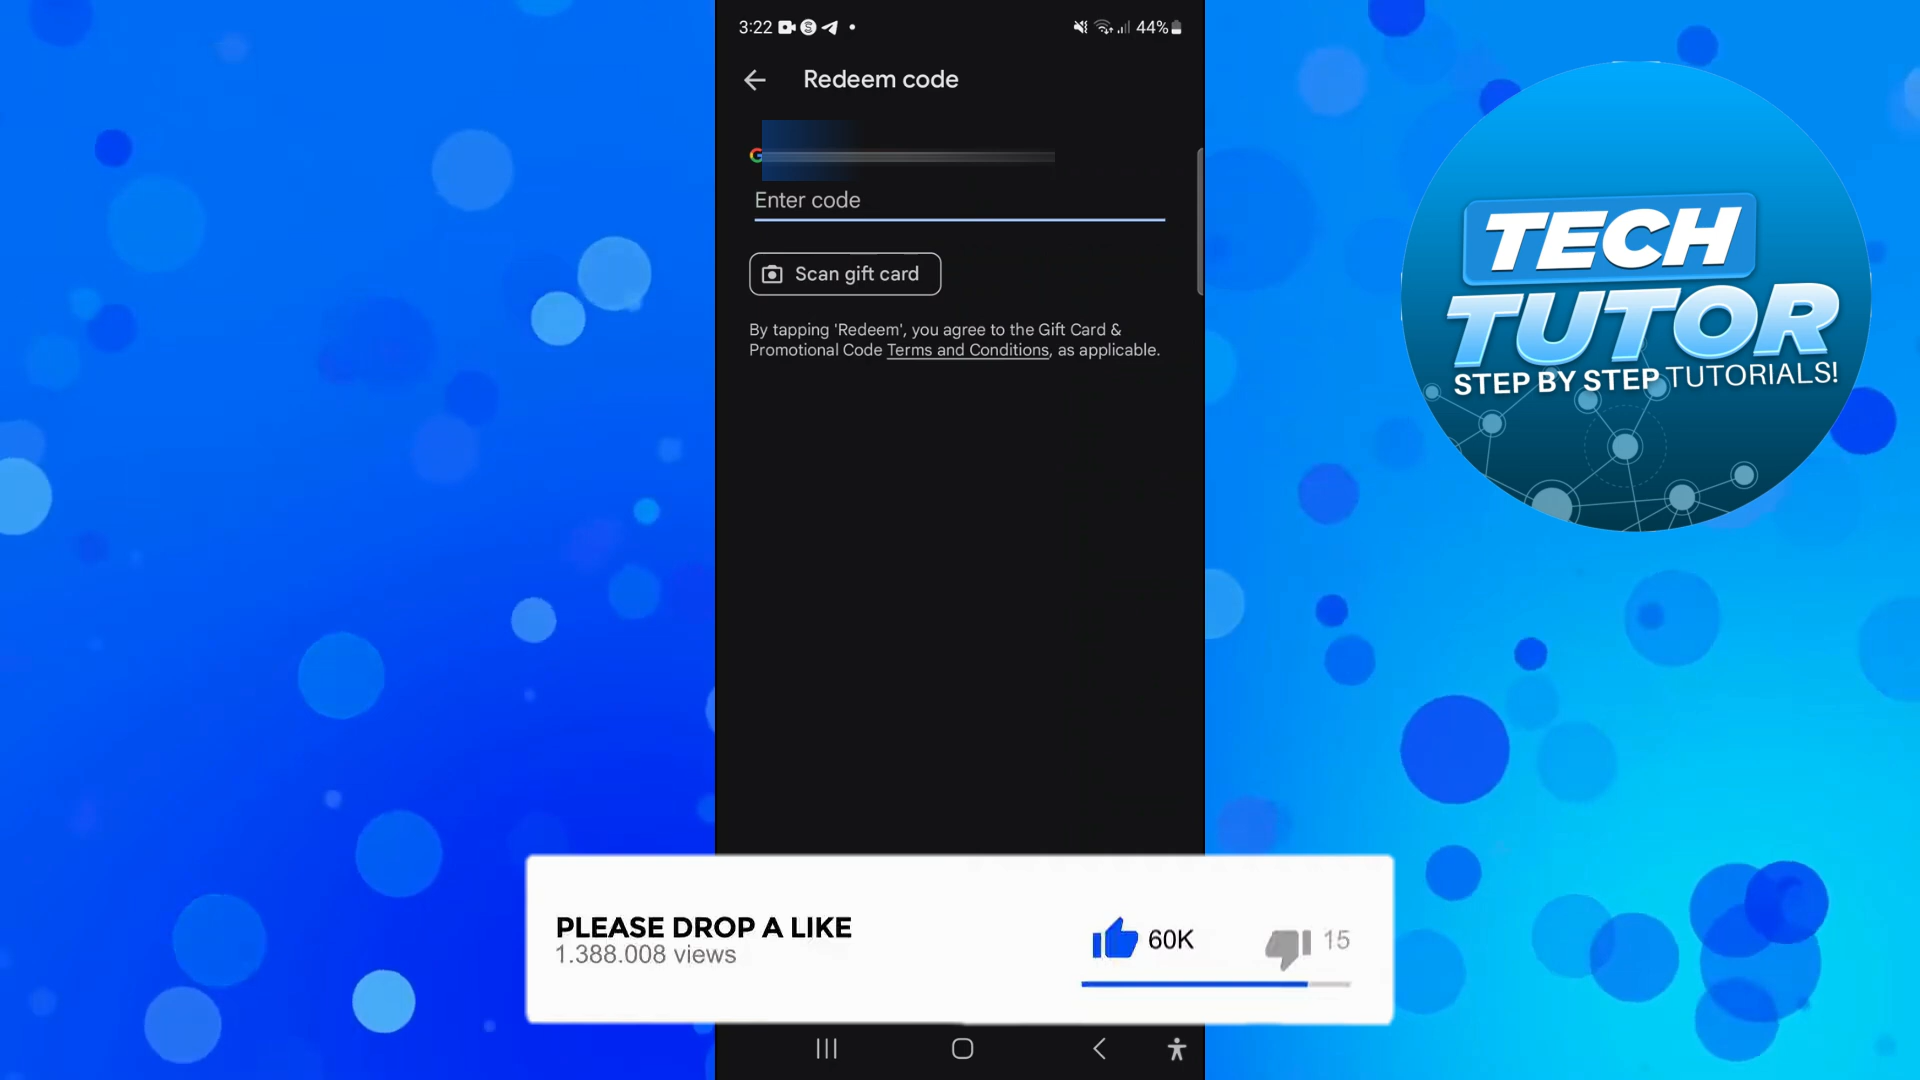 3:22
44%
Redeem code
Enter code
Scan gift card
By tapping 'Redeem', you agree to the Gift Card &
Promotional Code Terms and Conditions, as applicable.
TECH
TUTOR
STEP BY STEP TUTORIALS!
PLEASE DROP A LIKE
1.388.008 views
60K
15